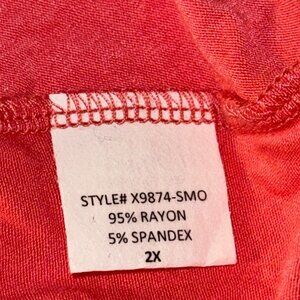 STYLE# X9874-SMO
95% RAYON
5% SPANDEX
2X